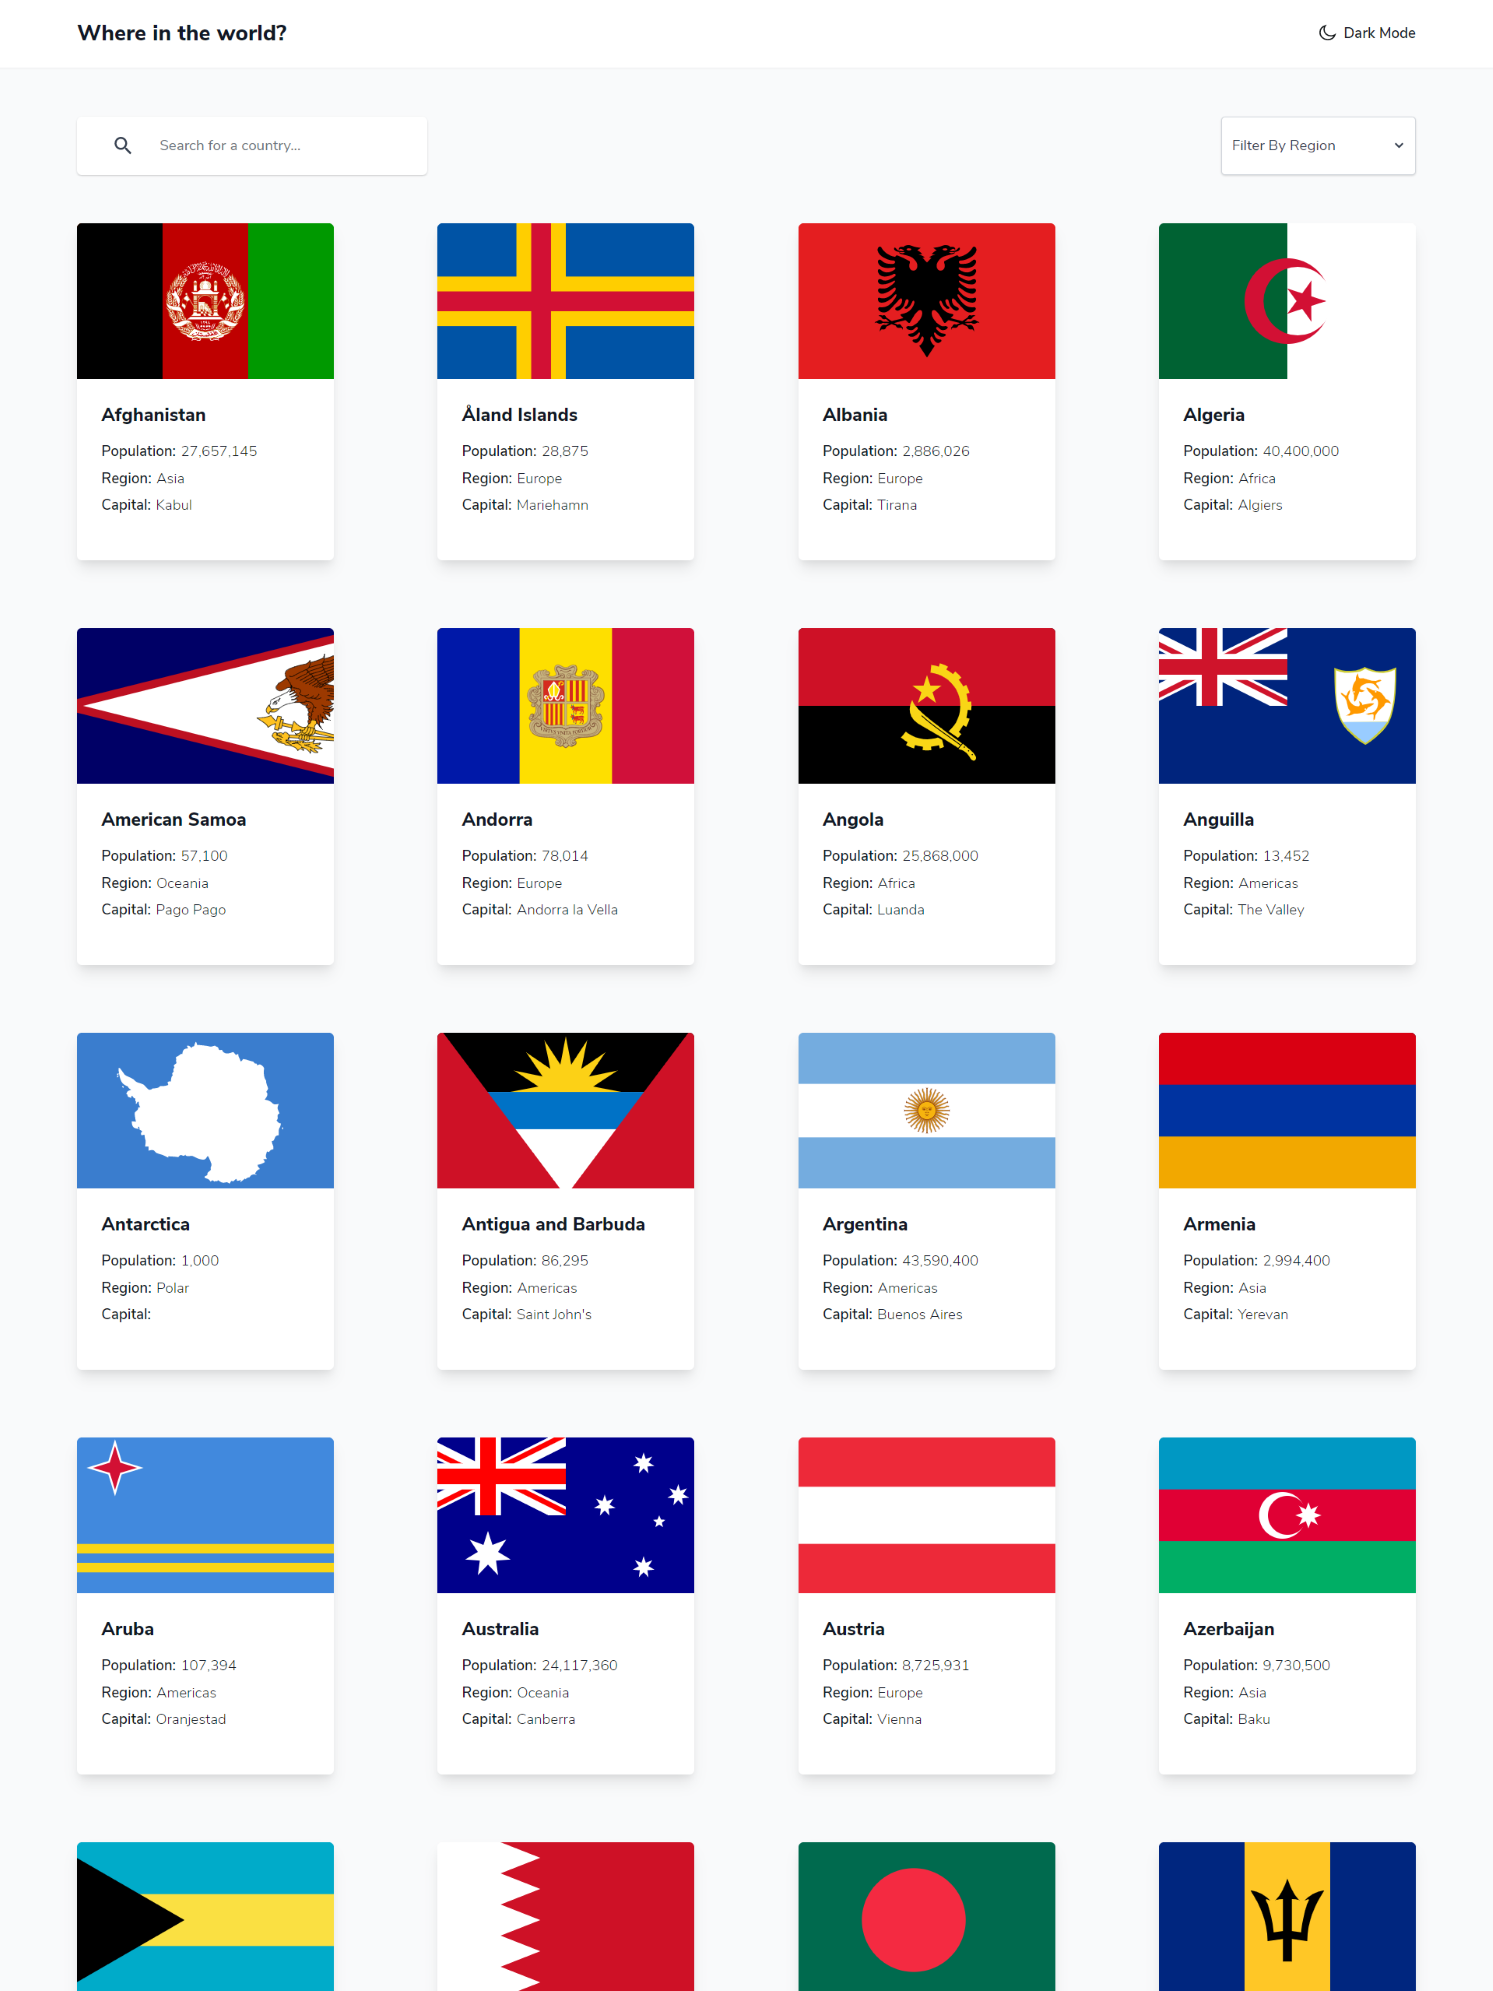 Where in the world?
Dark Mode
Search for a country...
Filter By Region
Afghanistan
Population: 27,657,145
Region: Asia
Capital: Kabul
Åland Islands
Population: 28,875
Region: Europe
Capital: Mariehamn
Albania
Population: 2,886,026
Region: Europe
Capital: Tirana
Algeria
Population: 40,400,000
Region: Africa
Capital: Algiers
American Samoa
Population: 57,100
Region: Oceania
Capital: Pago Pago
Andorra
Population: 78,014
Region: Europe
Capital: Andorra la Vella
Angola
Population: 25,868,000
Region: Africa
Capital: Luanda
Anguilla
Population: 13,452
Region: Americas
Capital: The Valley
Antarctica
Population: 1,000
Region: Polar
Capital:
Antigua and Barbuda
Population: 86,295
Region: Americas
Capital: Saint John's
Argentina
Population: 43,590,400
Region: Americas
Capital: Buenos Aires
Armenia
Population: 2,994,400
Region: Asia
Capital: Yerevan
Aruba
Population: 107,394
Region: Americas
Capital: Oranjestad
Australia
Population: 24,117,360
Region: Oceania
Capital: Canberra
Austria
Population: 8,725,931
Region: Europe
Capital: Vienna
Azerbaijan
Population: 9,730,500
Region: Asia
Capital: Baku